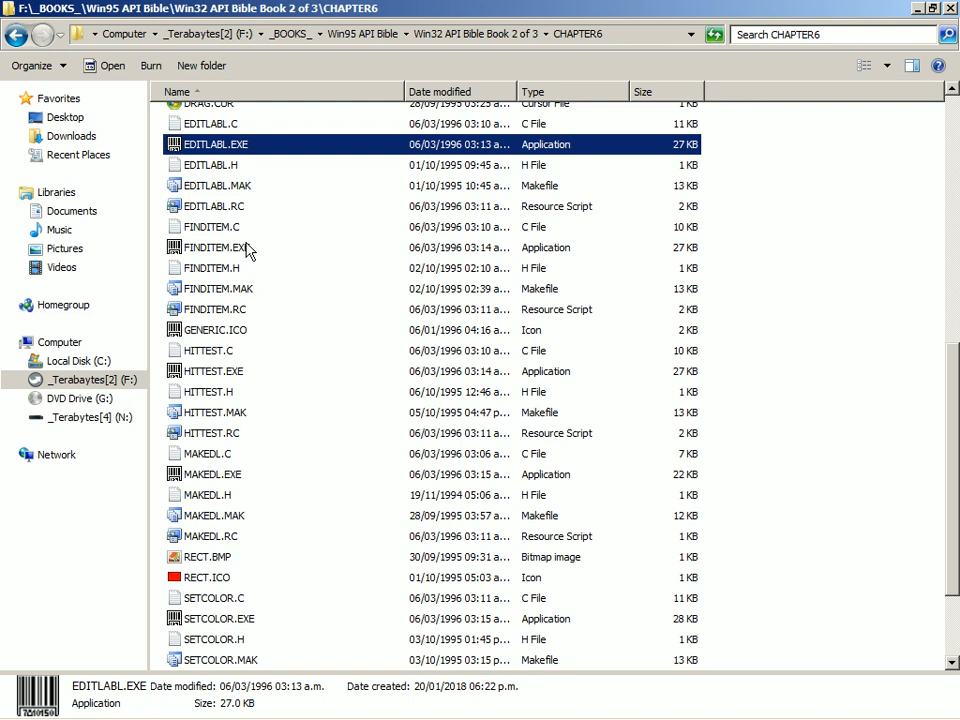 F:\_BOOKS_\Win95 API Bible\Win32 API Bible Book 2 of 3\CHAPTER6
Computer _Terabaytes[2] (F:) _BOOKS_ Win95 API Bible Win32 API Bible Book 2 of 3 CHAPTER6 Search CHAPTER6
Organize Open Burn New folder
Name Date modified Type Size
Favorites
Desktop
Downloads
Recent Places
Libraries
Documents
Music
Pictures
Videos
Homegroup
Computer
Local Disk (C:)
_Terabaytes[2] (F:)
DVD Drive (G:)
_Terabytes[4] (N:)
Network
DRAG.CUR 28/09/1995 03:25 a... Cursor File 1 KB
EDITLABL.C 06/03/1996 03:10 a... C File 11 KB
EDITLABL.EXE 06/03/1996 03:13 a... Application 27 KB
EDITLABL.H 01/10/1995 09:45 a... H File 1 KB
EDITLABL.MAK 01/10/1995 10:45 a... Makefile 13 KB
EDITLABL.RC 06/03/1996 03:11 a... Resource Script 2 KB
FINDITEM.C 06/03/1996 03:10 a... C File 10 KB
FINDITEM.EXE 06/03/1996 03:14 a... Application 27 KB
FINDITEM.H 02/10/1995 02:10 a... H File 1 KB
FINDITEM.MAK 02/10/1995 02:39 a... Makefile 13 KB
FINDITEM.RC 06/03/1996 03:11 a... Resource Script 2 KB
GENERIC.ICO 06/01/1996 04:16 a... Icon 2 KB
HITTEST.C 06/03/1996 03:10 a... C File 10 KB
HITTEST.EXE 06/03/1996 03:14 a... Application 27 KB
HITTEST.H 06/10/1995 12:46 a... H File 1 KB
HITTEST.MAK 05/10/1995 04:47 p... Makefile 13 KB
HITTEST.RC 06/03/1996 03:11 a... Resource Script 2 KB
MAKEDL.C 06/03/1996 03:06 a... C File 7 KB
MAKEDL.EXE 06/03/1996 03:15 a... Application 22 KB
MAKEDL.H 19/11/1994 05:06 a... H File 1 KB
MAKEDL.MAK 28/09/1995 03:57 a... Makefile 12 KB
MAKEDL.RC 06/03/1996 03:11 a... Resource Script 1 KB
RECT.BMP 30/09/1995 09:31 a... Bitmap image 1 KB
RECT.ICO 01/10/1995 05:03 a... Icon 1 KB
SETCOLOR.C 06/03/1996 03:11 a... C File 11 KB
SETCOLOR.EXE 06/03/1996 03:15 a... Application 28 KB
SETCOLOR.H 03/10/1995 01:45 p... H File 1 KB
SETCOLOR.MAK 03/10/1995 03:15 p... Makefile 13 KB
EDITLABL.EXE Date modified: 06/03/1996 03:13 a.m. Date created: 20/01/2018 06:22 p.m.
Application Size: 27.0 KB